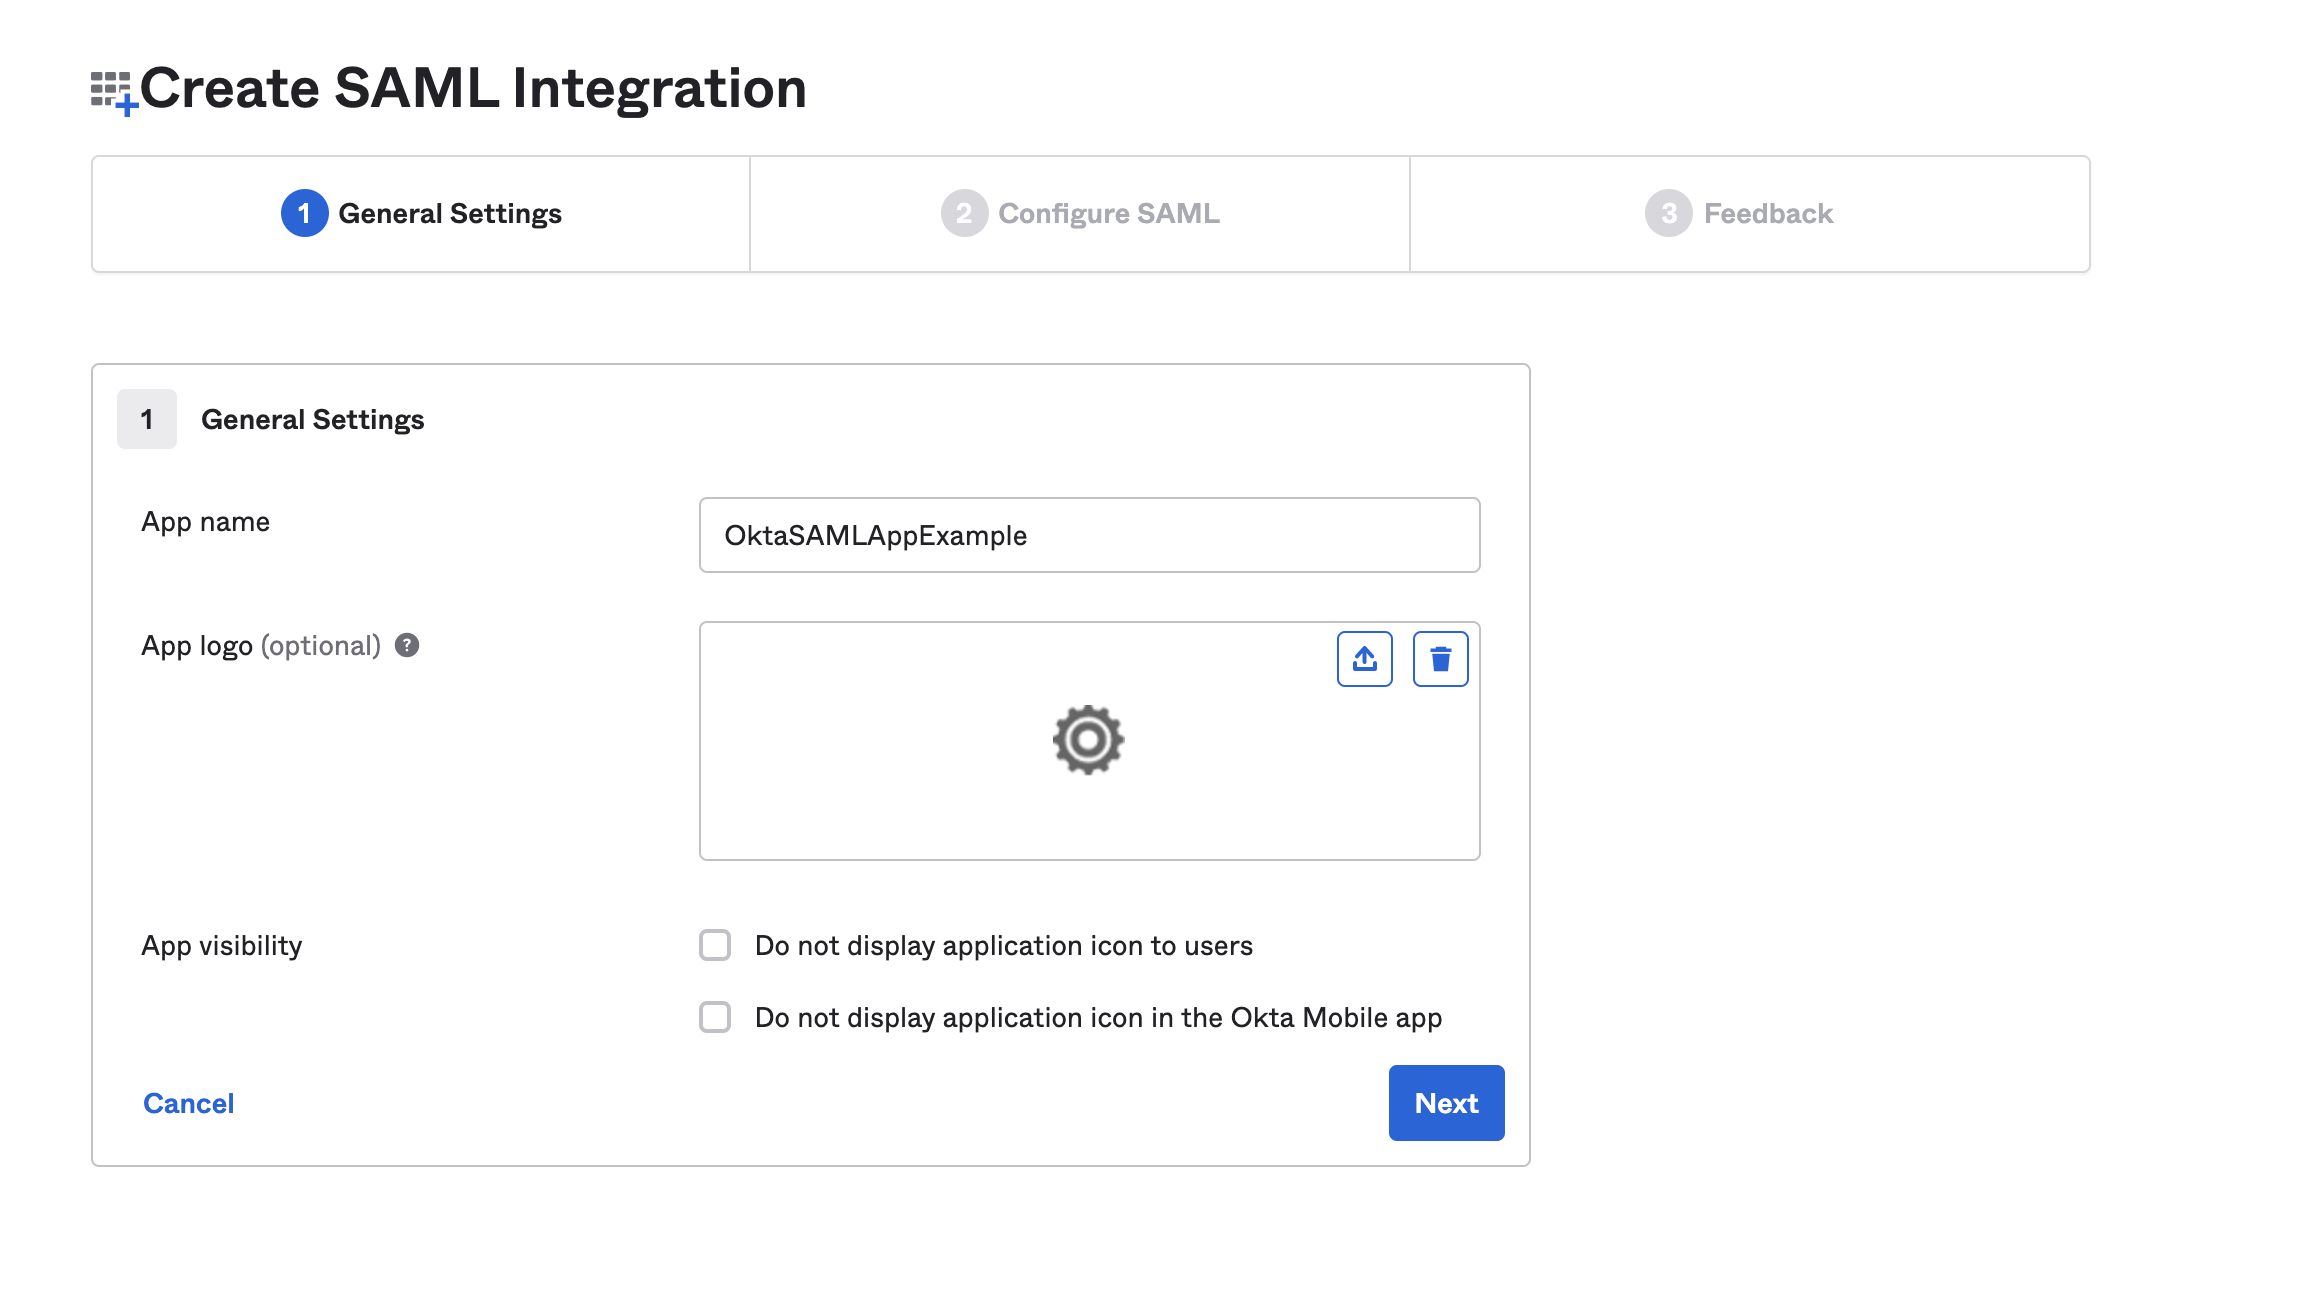 Create SAML Integration
1 General Settings
2 Configure SAML
3 Feedback
1 General Settings
App name
OktaSAMLAppExample
App logo (optional) ?
App visibility
Do not display application icon to users
Do not display application icon in the Okta Mobile app
Cancel
Next